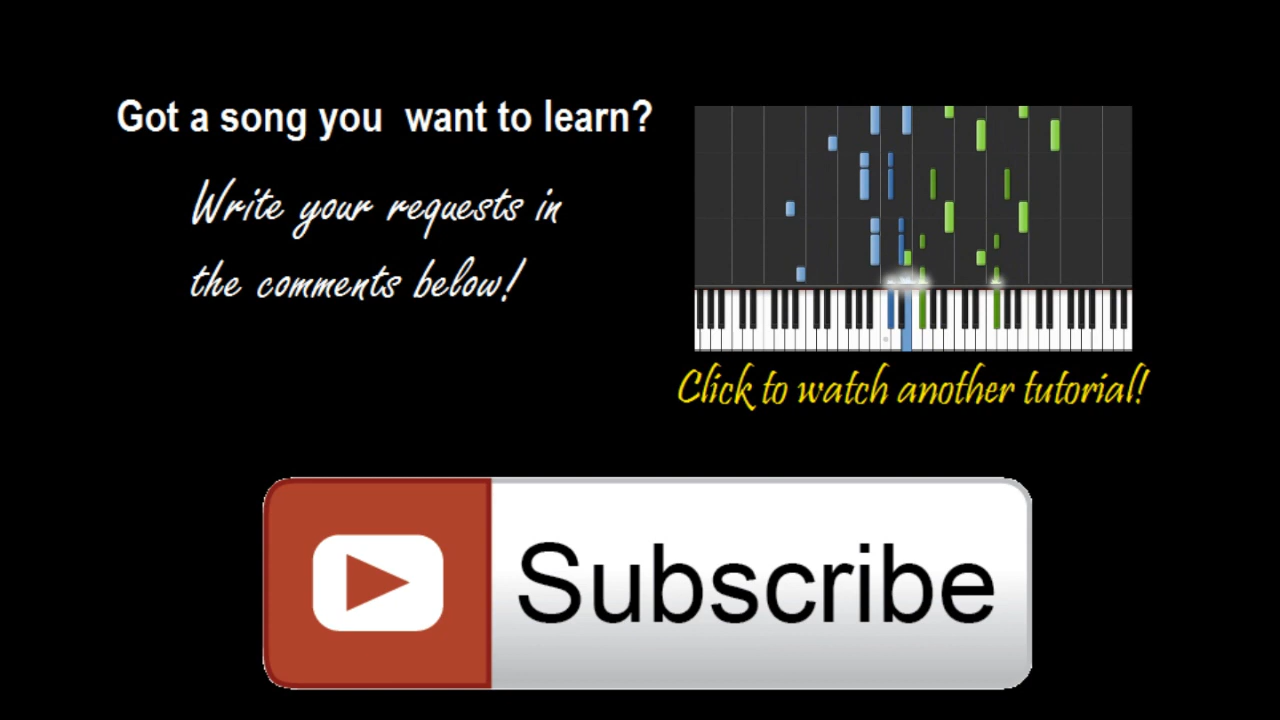 Got a song you  want to learn?
Write your requests in
the comments below!
Click to watch another tutorial!
Subscribe